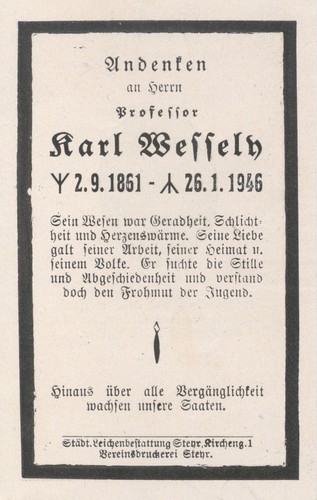 Andenken
an Herrn
Professor
Karl Wessely
ᛉ 2.9.1861 - ᛣ 26.1.1946
Sein Wesen war Geradheit, Schlicht-
heit und Herzenswärme. Seine Liebe
galt seiner Arbeit, seiner Heimat u.
seinem Volke. Er suchte die Stille
und Abgeschiedenheit und verstand
doch den Frohmut der Jugend.
Hinaus über alle Vergänglichkeit
wachsen unsere Saaten.
Städt. Leichenbestattung Steyr, Kircheng. 1
Vereinsdruckerei Steyr.